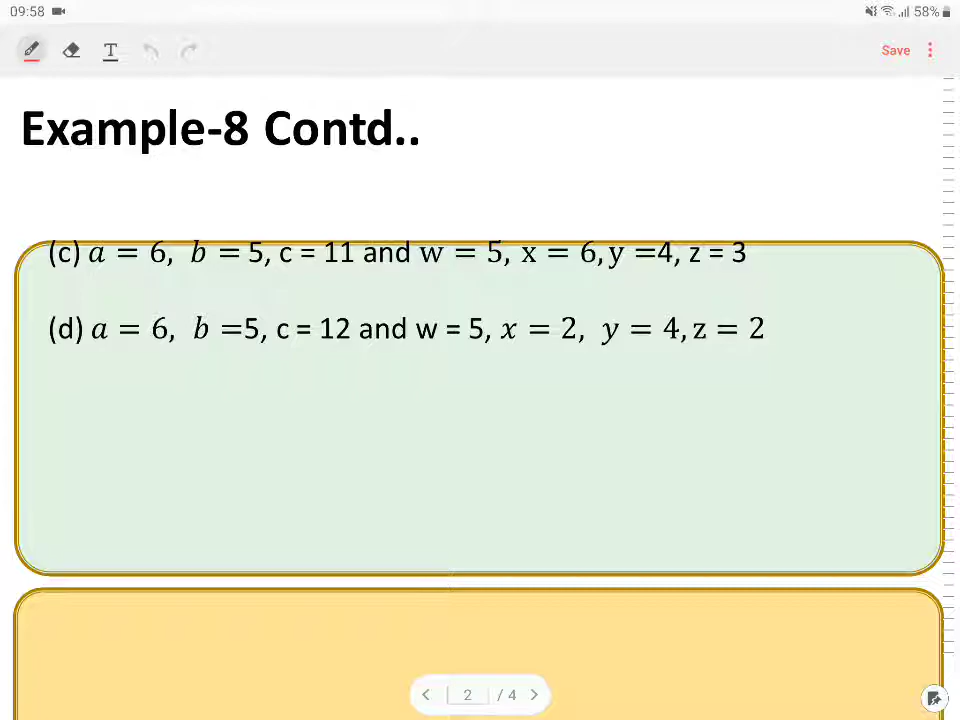 09:58 58%
T Save
Example-8 Contd..
(c) a = 6, b = 5, c = 11 and w = 5, x = 6, y =4, z = 3
(d) a = 6, b =5, c = 12 and w = 5, x = 2, y = 4, z = 2
< 2 / 4 >